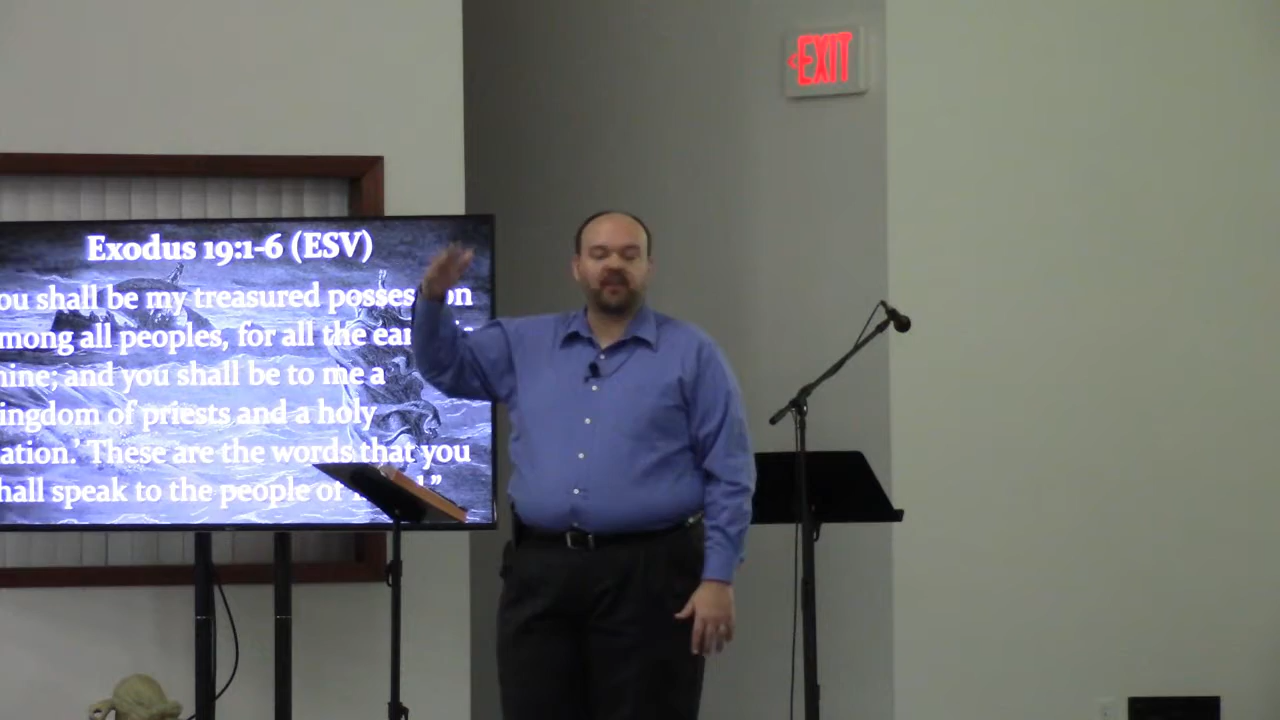 Exodus 19:1-6 (ESV)
ou shall be my treasured possess on
mong all peoples, for all the ear
ine; and you shall be to me a
ingdom of priests and a holy
ation.’ These are the words that you
hall speak to the people of
EXIT